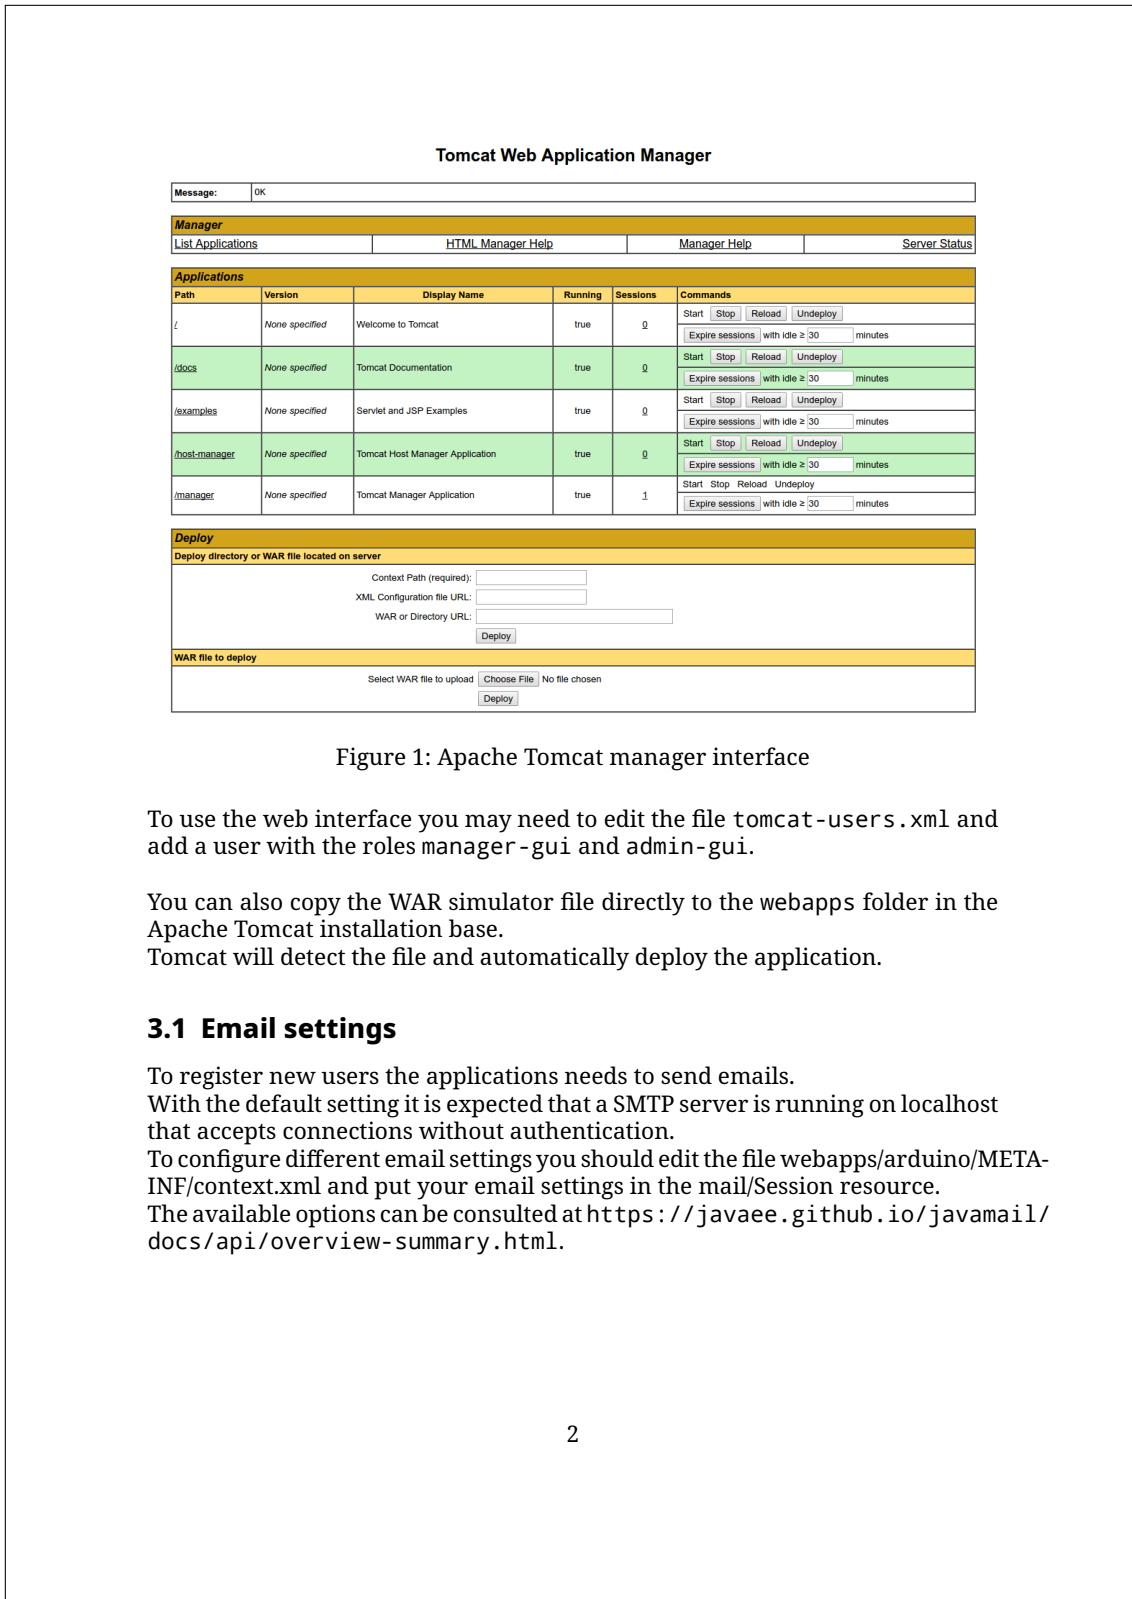 Tomcat Web Application Manager
Message: OK
Manager
List Applications HTML Manager Help Manager Help Server Status
Applications
Path Version Display Name Running Sessions Commands
/ None specified Welcome to Tomcat true 0
Start Stop Reload Undeploy
Expire sessions with idle ≥ 30 minutes
/docs None specified Tomcat Documentation true 0
Start Stop Reload Undeploy
Expire sessions with idle ≥ 30 minutes
/examples None specified Servlet and JSP Examples true 0
Start Stop Reload Undeploy
Expire sessions with idle ≥ 30 minutes
/host-manager None specified Tomcat Host Manager Application true 0
Start Stop Reload Undeploy
Expire sessions with idle ≥ 30 minutes
/manager None specified Tomcat Manager Application true 1
Start Stop Reload Undeploy
Expire sessions with idle ≥ 30 minutes
Deploy
Deploy directory or WAR file located on server
Context Path (required):
XML Configuration file URL:
WAR or Directory URL:
Deploy
WAR file to deploy
Select WAR file to upload Choose File No file chosen
Deploy
Figure 1: Apache Tomcat manager interface
To use the web interface you may need to edit the file tomcat-users.xml and
add a user with the roles manager-gui and admin-gui.
You can also copy the WAR simulator file directly to the webapps folder in the
Apache Tomcat installation base.
Tomcat will detect the file and automatically deploy the application.
3.1 Email settings
To register new users the applications needs to send emails.
With the default setting it is expected that a SMTP server is running on localhost
that accepts connections without authentication.
To configure different email settings you should edit the file webapps/arduino/META-
INF/context.xml and put your email settings in the mail/Session resource.
The available options can be consulted at https://javaee.github.io/javamail/
docs/api/overview-summary.html.
2